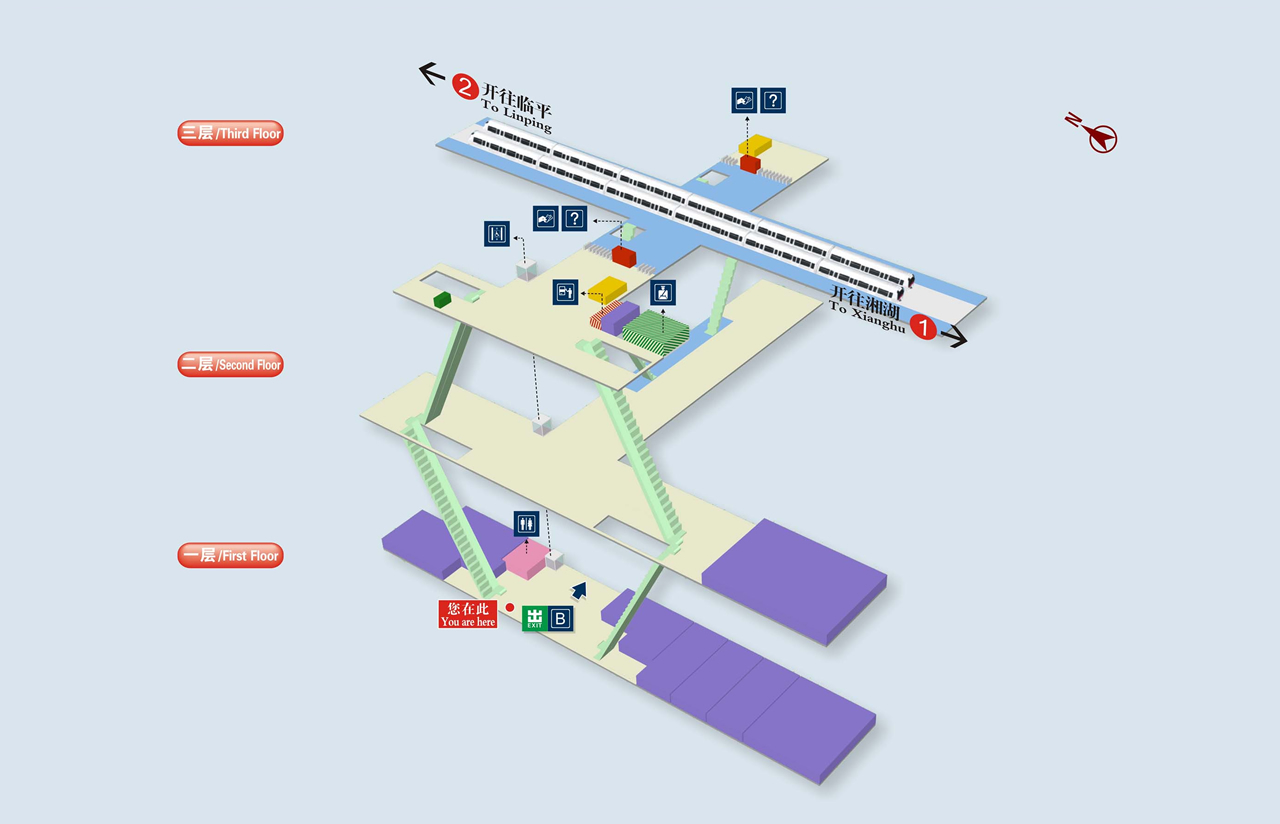 2 开往临平
To Linping
三层/Third Floor
?
N
?
开往湘湖
To Xianghu 1
二层/Second Floor
一层/First Floor
您在此
You are here
出
EXIT
B